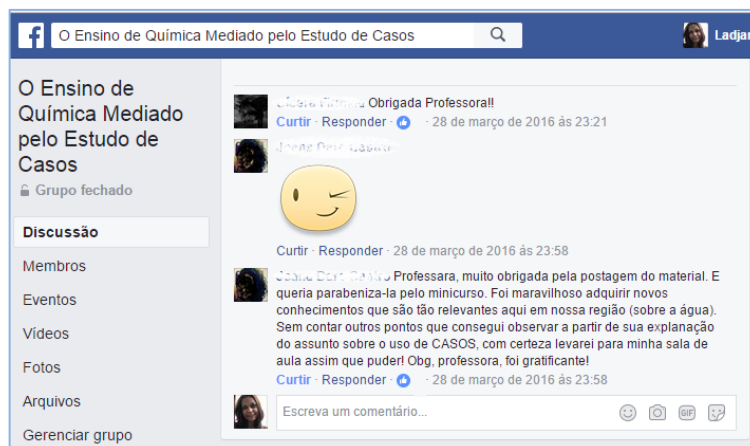 f O Ensino de Química Mediado pelo Estudo de Casos
Ladjan
O Ensino de
Química Mediado
pelo Estudo de
Casos
Grupo fechado
Discussão
Membros
Eventos
Vídeos
Fotos
Arquivos
Gerenciar grupo
Obrigada Professora!!
Curtir · Responder · · 28 de março de 2016 às 23:21
Curtir · Responder · 28 de março de 2016 às 23:58
Professara, muito obrigada pela postagem do material. E
queria parabeniza-la pelo minicurso. Foi maravilhoso adquirir novos
conhecimentos que são tão relevantes aqui em nossa região (sobre a água).
Sem contar outros pontos que consegui observar a partir de sua explanação
do assunto sobre o uso de CASOS, com certeza levarei para minha sala de
aula assim que puder! Obg, professora, foi gratificante!
Curtir · Responder · · 28 de março de 2016 às 23:58
Escreva um comentário...
GIF